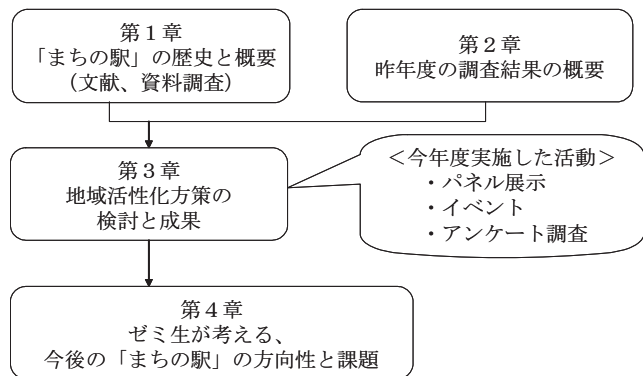 第１章
「まちの駅」の歴史と概要
（文献、資料調査）
第２章
昨年度の調査結果の概要
第３章
地域活性化方策の
検討と成果
＜今年度実施した活動＞
・パネル展示
・イベント
・アンケート調査
第４章
ゼミ生が考える、
今後の「まちの駅」の方向性と課題